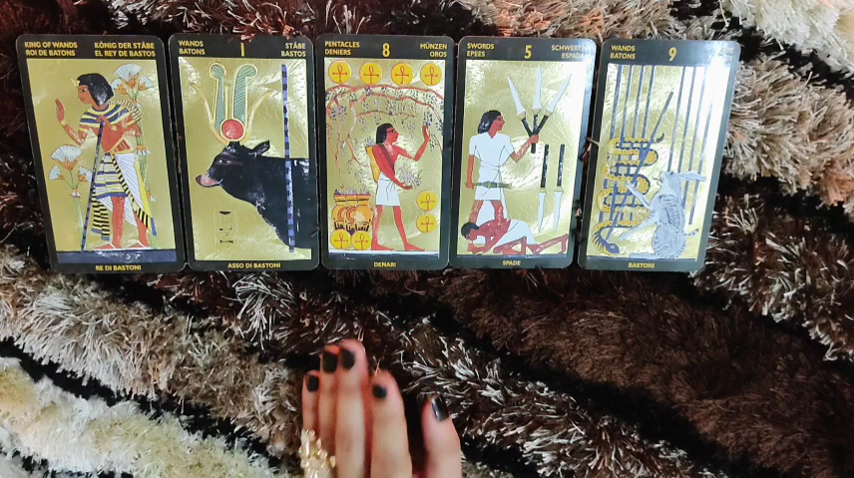 KING OF WANDS KÖNIG DER STÄBE
ROI DE BATONS EL REY DE BASTOS
RE DI BASTONI
WANDS 1 STÄBE
BATONS BASTOS
ASSO DI BASTONI
PENTACLES 8 MÜNZEN
DENIERS OROS
DENARI
SWORDS 5
EPEES
SPADE
WANDS 9
BATONS
BASTONI